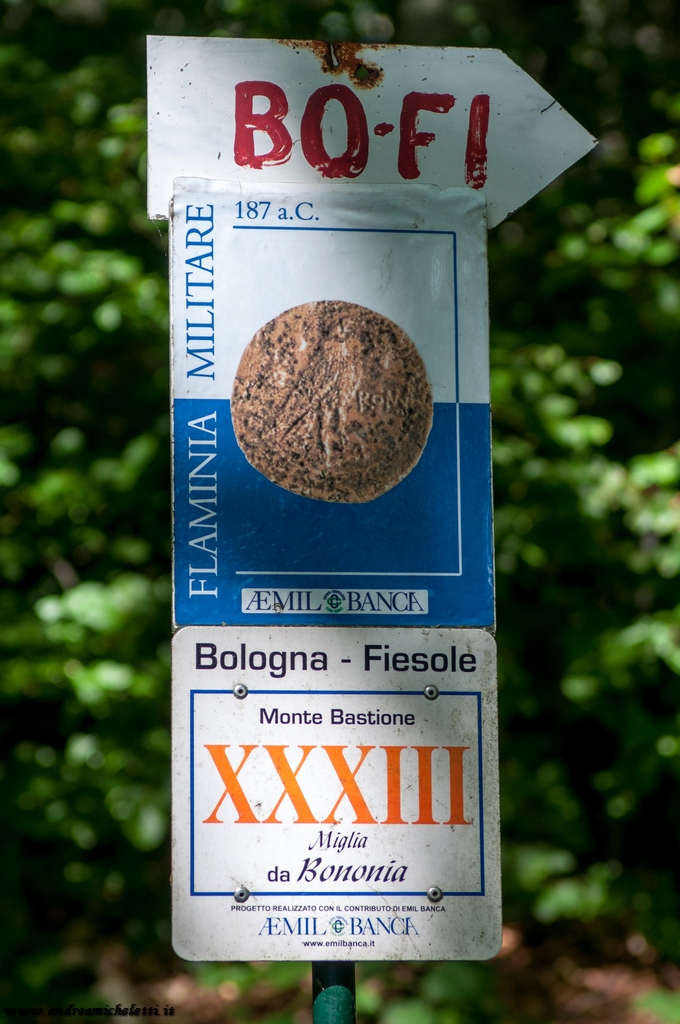 BO-FI
187 a.C.
FLAMINIA MILITARE
ÆMIL BANCA
Bologna - Fiesole
Monte Bastione
XXXIII
Miglia
da Bononia
PROGETTO REALIZZATO CON IL CONTRIBUTO DI EMIL BANCA
ÆMIL BANCA
www.emilbanca.it
www.andreamicheletti.it